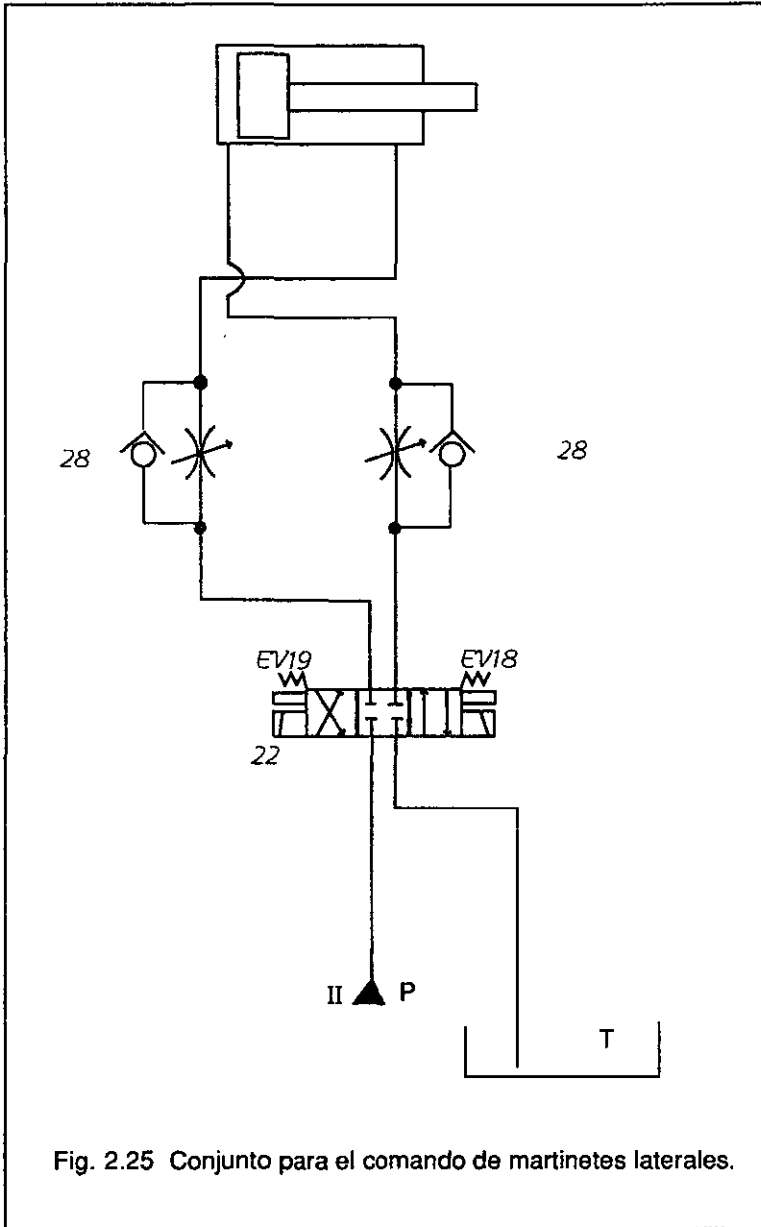 28
28
EV19
EV18
22
II P
T
Fig. 2.25 Conjunto para el comando de martinetes laterales.